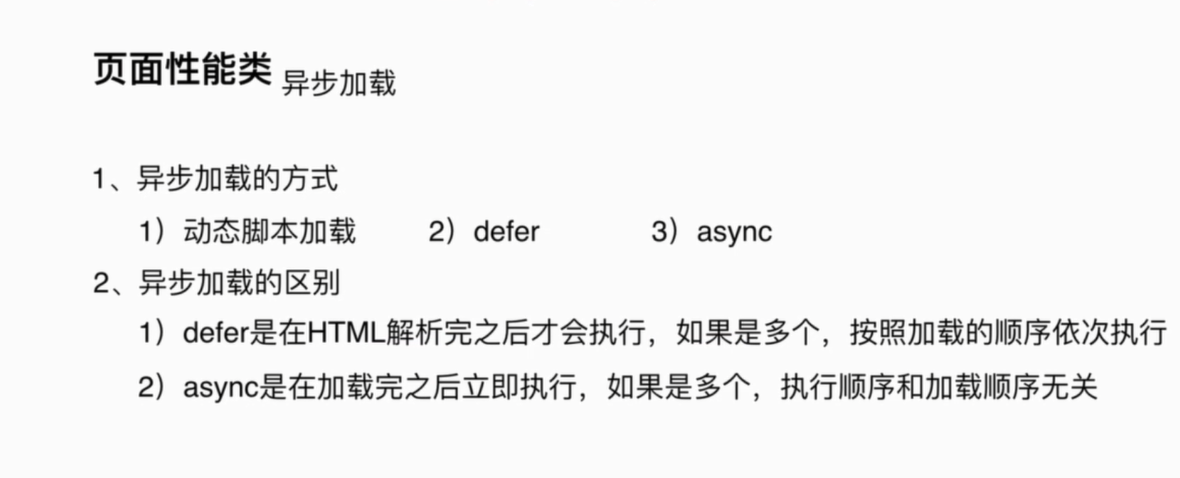 页面性能类 异步加载
1、异步加载的方式
1）动态脚本加载 2）defer 3）async
2、异步加载的区别
1）defer是在HTML解析完之后才会执行，如果是多个，按照加载的顺序依次执行
2）async是在加载完之后立即执行，如果是多个，执行顺序和加载顺序无关